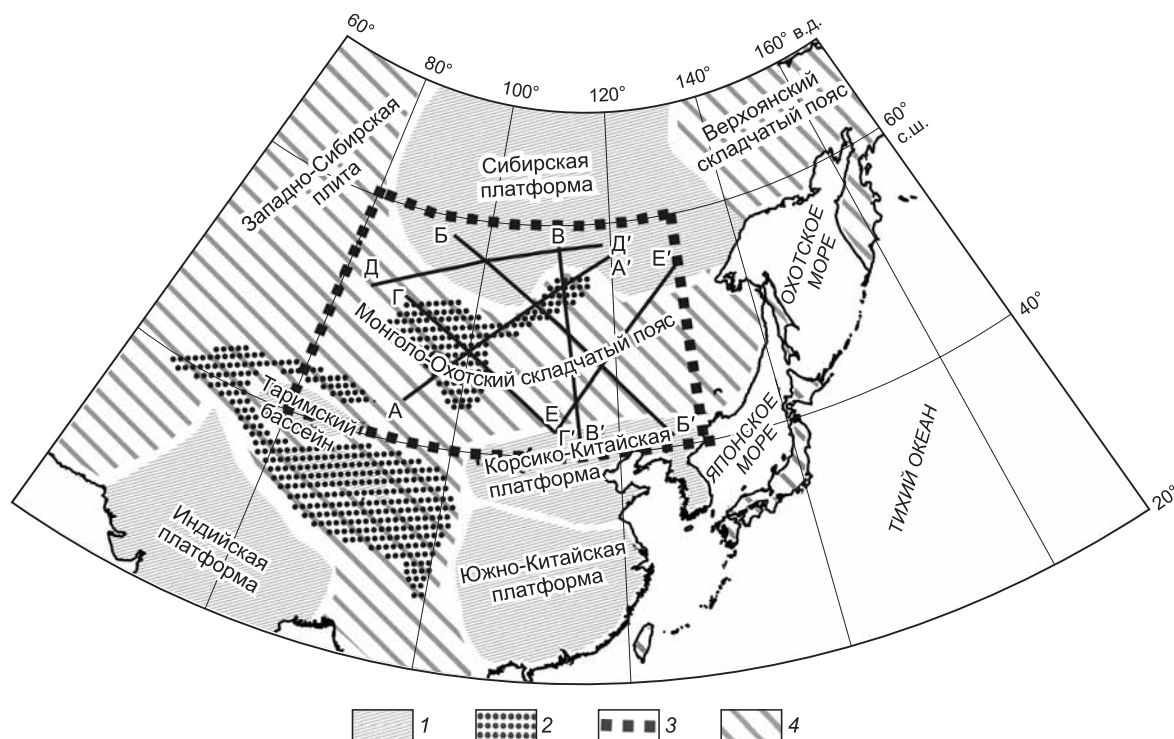 60°
80°
100°
120°
140°
160° в.д.
60°
с.ш.
40°
20°
Западно-Сибирская
плита
Сибирская
платформа
Верхоянский
складчатый пояс
Б
В
Д
Д′
А′
Е′
Г
Монголо-Охотский складчатый пояс
ОХОТСКОЕ
МОРЕ
Таримский
бассейн
А
Е
Г′
В′
Б′
Корсико-Китайская
платформа
ЯПОНСКОЕ
МОРЕ
ТИХИЙ ОКЕАН
Индийская
платформа
Южно-Китайская
платформа
1
2
3
4